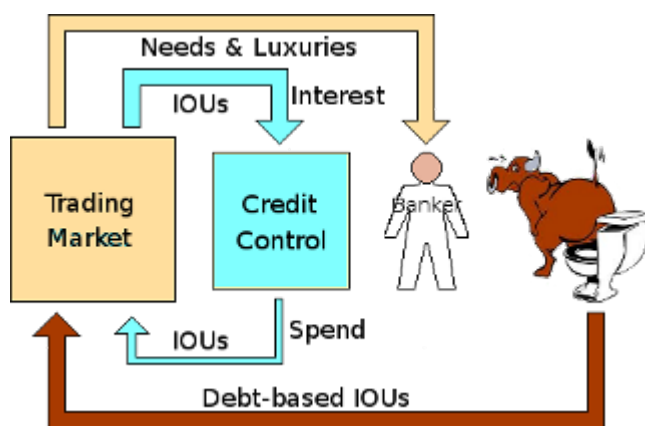 Needs & Luxuries
IOUs
Interest
Trading
Market
Credit
Control
Banker
IOUs
Spend
Debt-based IOUs